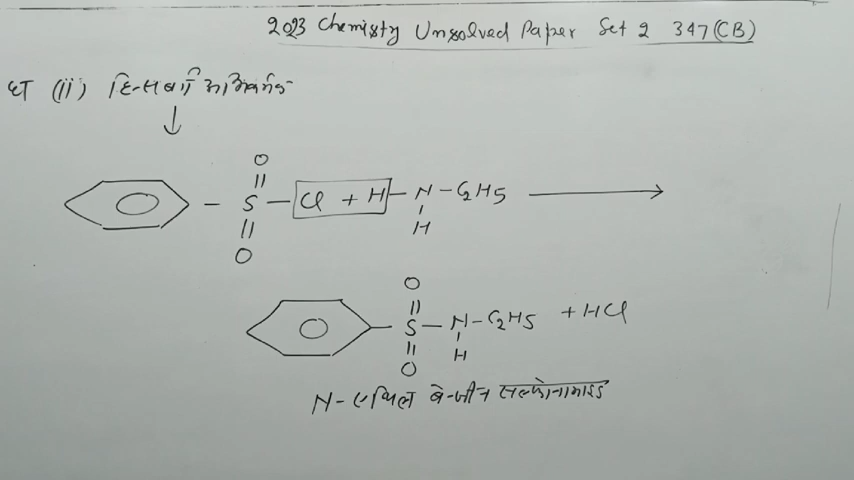 2023 Chemistry Unsolved Paper Set 2 347(CB)
(ii) हिन्सबर्ग अभिकर्मक
O
||
S - Cl + H - N - C2H5
|| | 
O H
O
||
S - N - C2H5 + HCl
|| |
O H
N-एथिल बेन्जीन सल्फोनामाइड